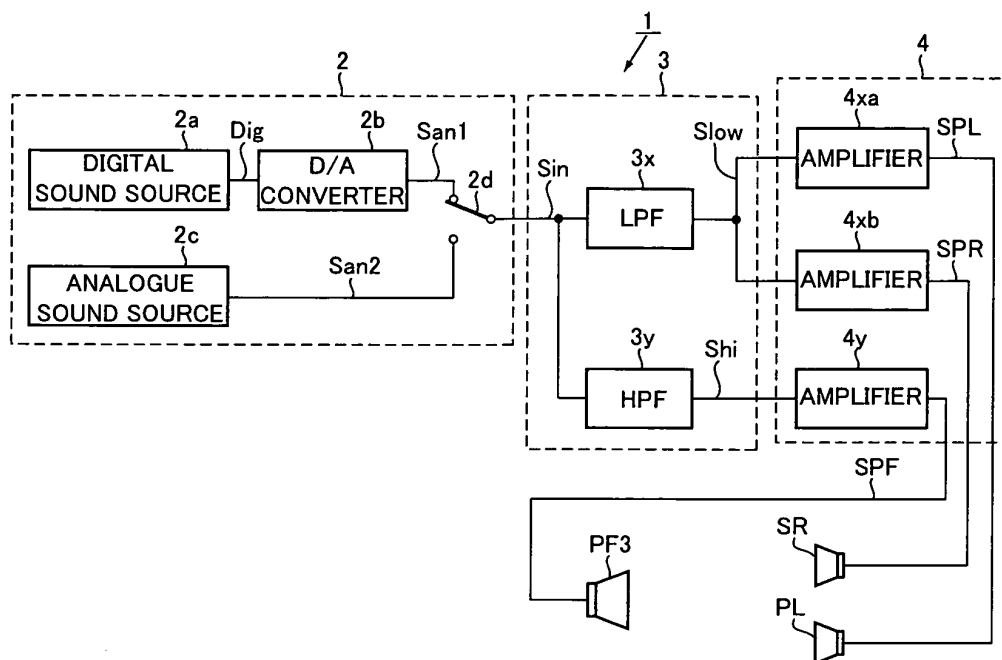 1
2
3
4
2a
Dig
2b
San1
2d
DIGITAL
SOUND SOURCE
D/A
CONVERTER
2c
ANALOGUE
SOUND SOURCE
San2
Sin
3x
LPF
Slow
3y
HPF
Shi
4xa
AMPLIFIER
SPL
4xb
AMPLIFIER
SPR
4y
AMPLIFIER
SPF
PF3
SR
PL